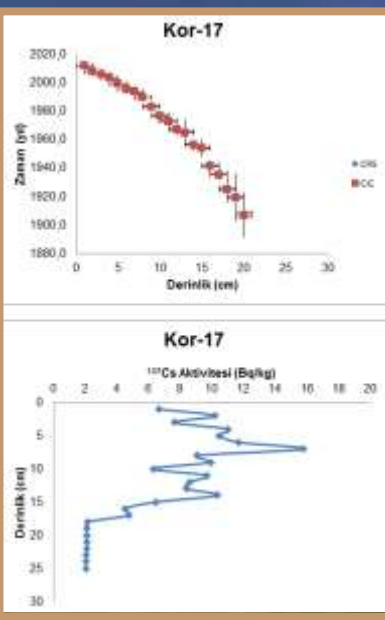 Kor-17
2020,0
2000,0
1980,0
1960,0
1940,0
1920,0
1900,0
1880,0
Zaman (yıl)
0 5 10 15 20 25 30
Derinlik (cm)
CRS
CIC
Kor-17
¹³⁷Cs Aktivitesi (Bq/kg)
0 2 4 6 8 10 12 14 16 18 20
0
5
10
15
20
25
30
Derinlik (cm)